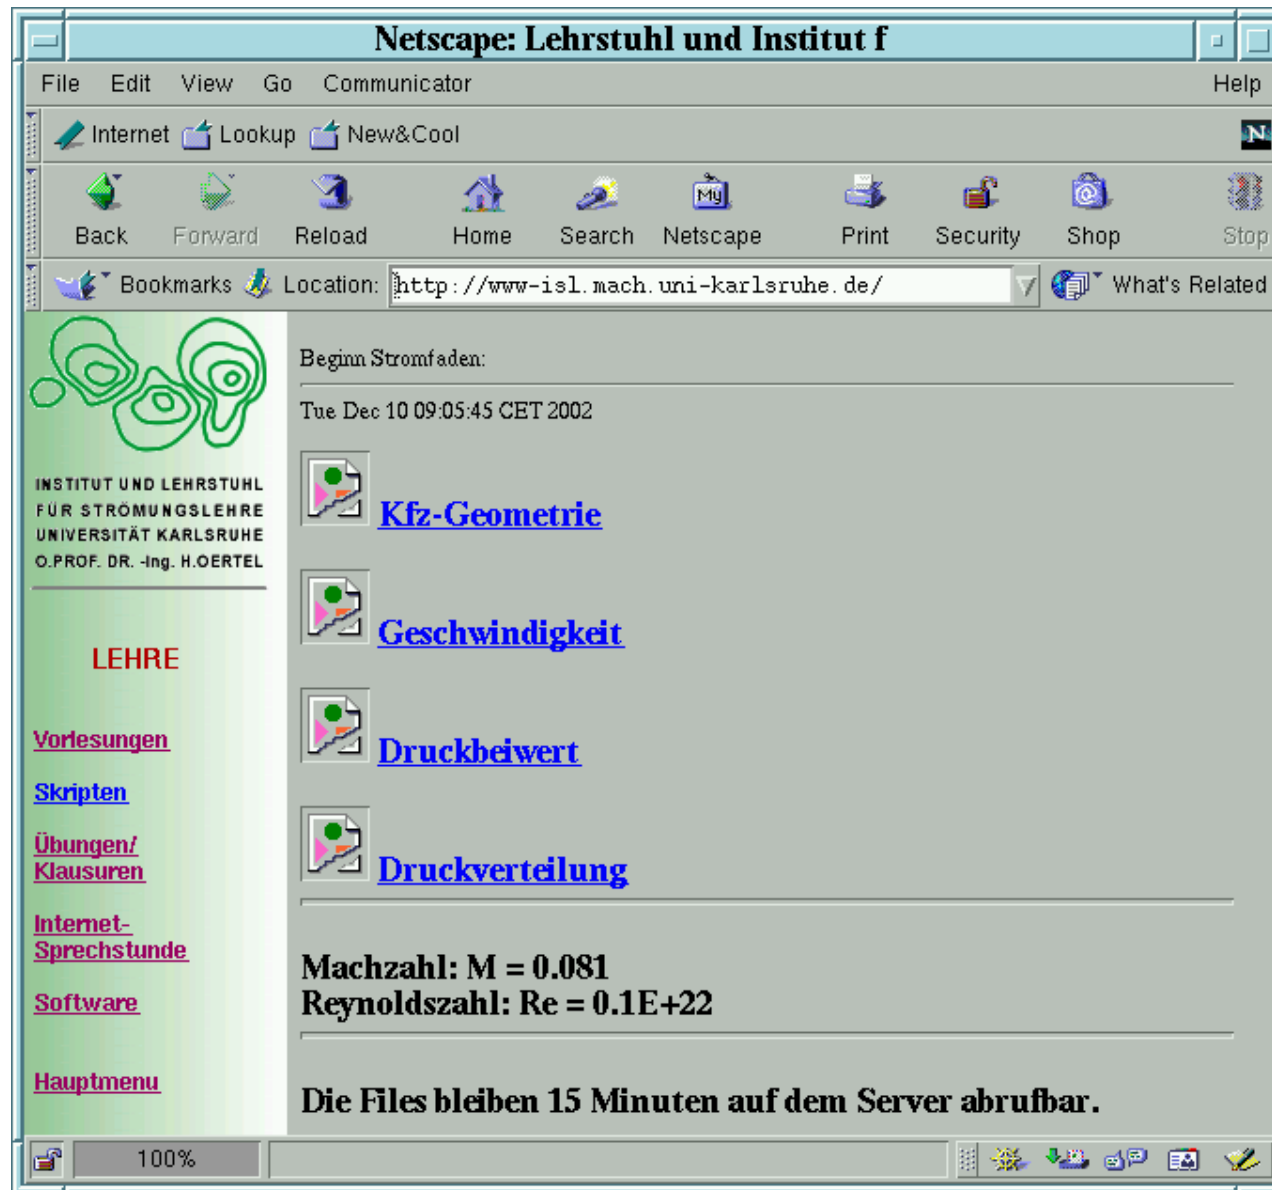 Netscape: Lehrstuhl und Institut f
File Edit View Go Communicator Help
Internet Lookup New&Cool
N
My
Back Forward Reload Home Search Netscape Print Security Shop Stop
Bookmarks Location: http://www-isl.mach.uni-karlsruhe.de/ What's Related
INSTITUT UND LEHRSTUHL
FÜR STRÖMUNGSLEHRE
UNIVERSITÄT KARLSRUHE
O.PROF. DR. -Ing. H.OERTEL
LEHRE
Vorlesungen
Skripten
Übungen/
Klausuren
Internet-
Sprechstunde
Software
Hauptmenu
Beginn Stromfaden:
Tue Dec 10 09:05:45 CET 2002
Kfz-Geometrie
Geschwindigkeit
Druckbeiwert
Druckverteilung
Machzahl: M = 0.081
Reynoldszahl: Re = 0.1E+22
Die Files bleiben 15 Minuten auf dem Server abrufbar.
100%